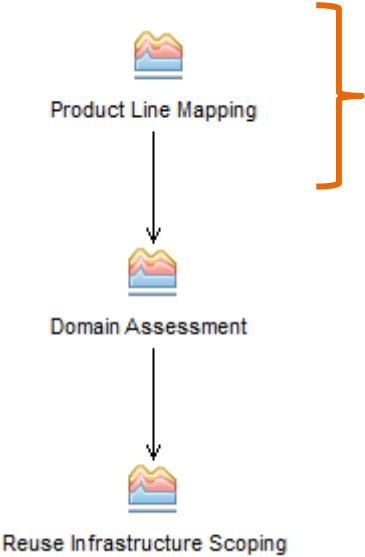 Product Line Mapping
Domain Assessment
Reuse Infrastructure Scoping